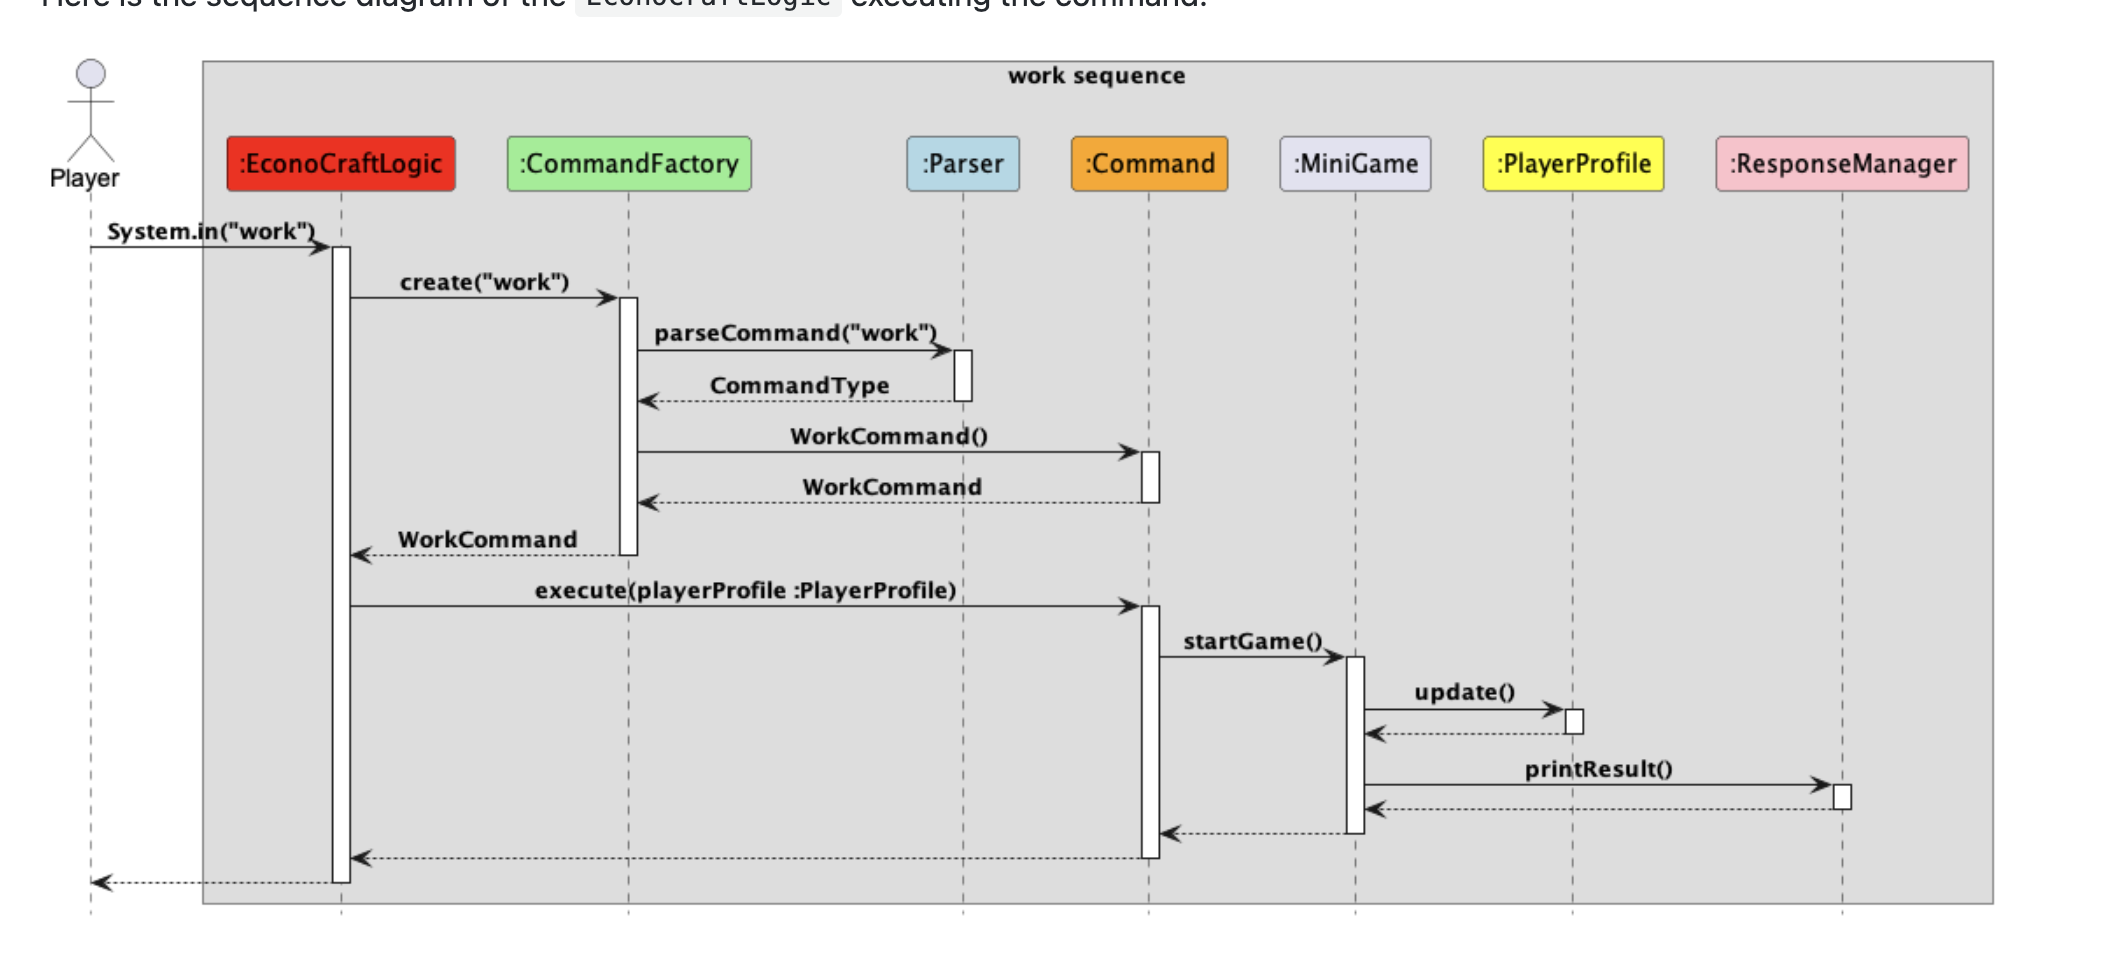 Here is the sequence diagram of the EconoCraftLogic executing the command.
work sequence
Player
:EconoCraftLogic
:CommandFactory
:Parser
:Command
:MiniGame
:PlayerProfile
:ResponseManager
System.in("work")
create("work")
parseCommand("work")
CommandType
WorkCommand()
WorkCommand
WorkCommand
execute(playerProfile :PlayerProfile)
startGame()
update()
printResult()